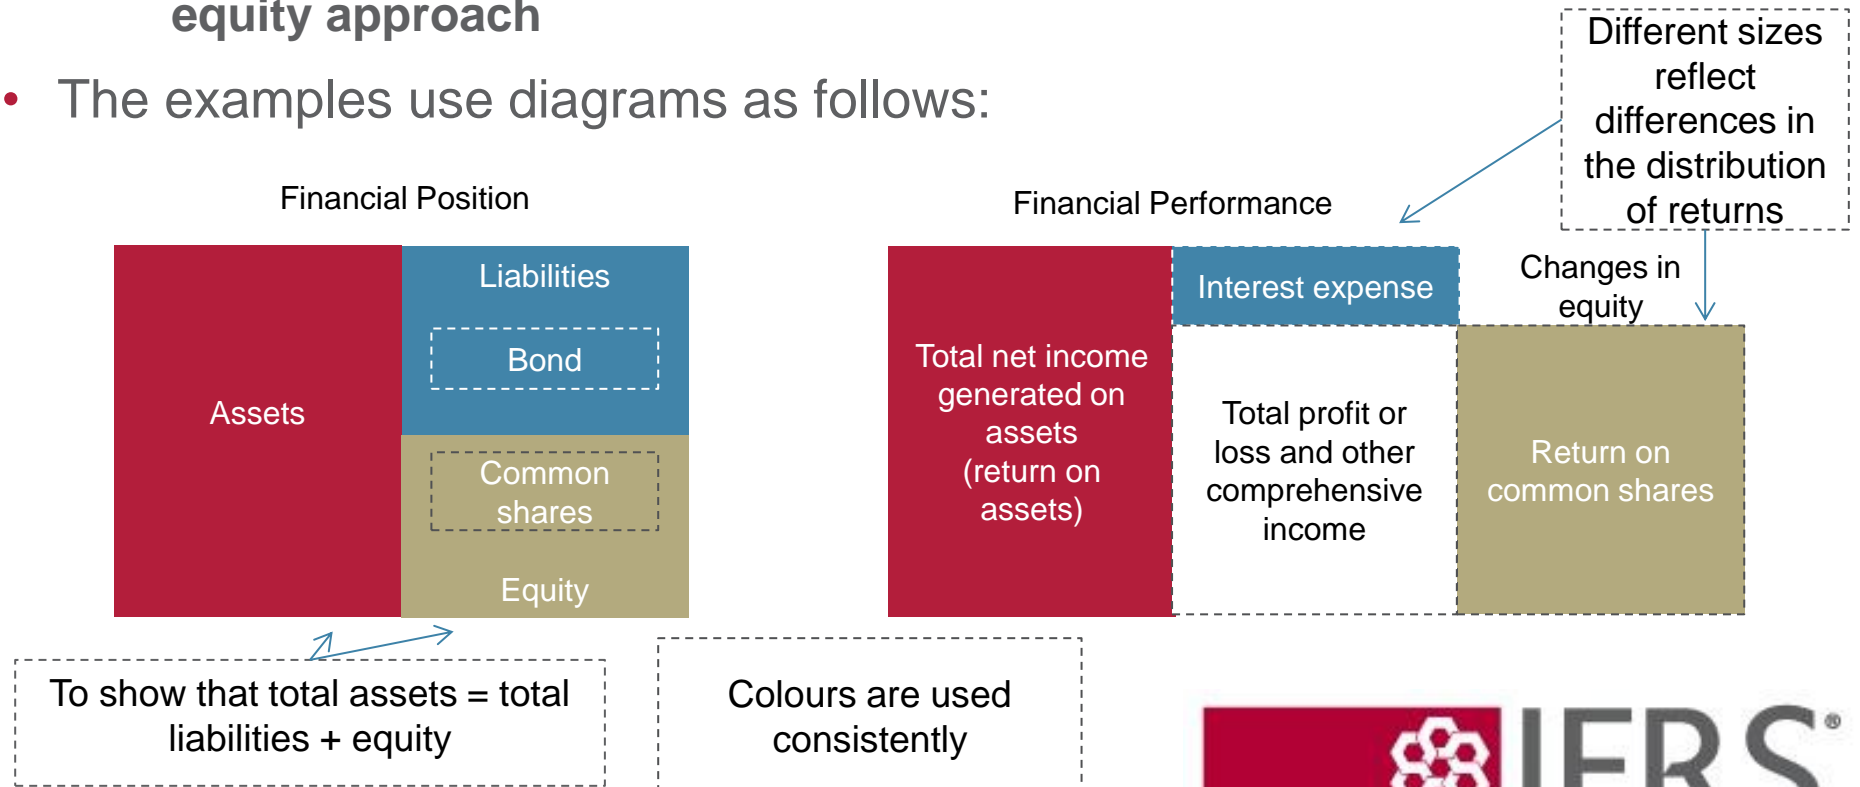 equity approach
• The examples use diagrams as follows:
Different sizes
reflect
differences in
the distribution
of returns
Financial Position
Assets
Liabilities
Bond
Common
shares
Equity
To show that total assets = total
liabilities + equity
Financial Performance
Total net income
generated on
assets
(return on
assets)
Interest expense
Total profit or
loss and other
comprehensive
income
Changes in
equity
Return on
common shares
Colours are used
consistently
IFRS®